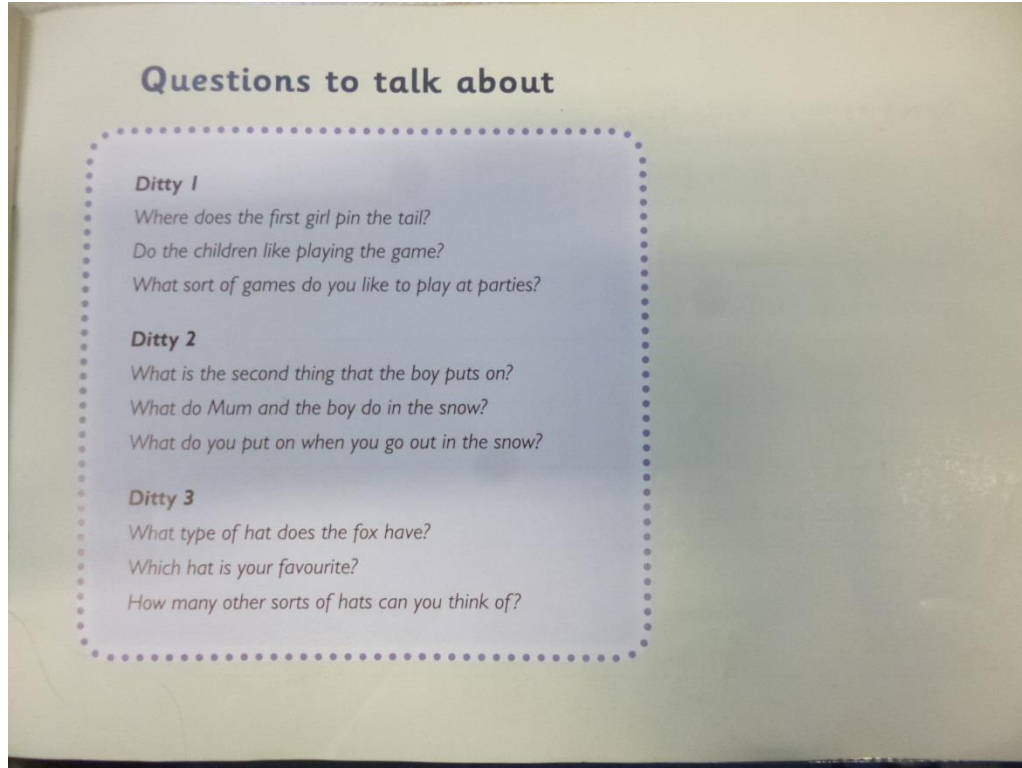 Questions to talk about
Ditty 1
Where does the first girl pin the tail?
Do the children like playing the game?
What sort of games do you like to play at parties?
Ditty 2
What is the second thing that the boy puts on?
What do Mum and the boy do in the snow?
What do you put on when you go out in the snow?
Ditty 3
What type of hat does the fox have?
Which hat is your favourite?
How many other sorts of hats can you think of?